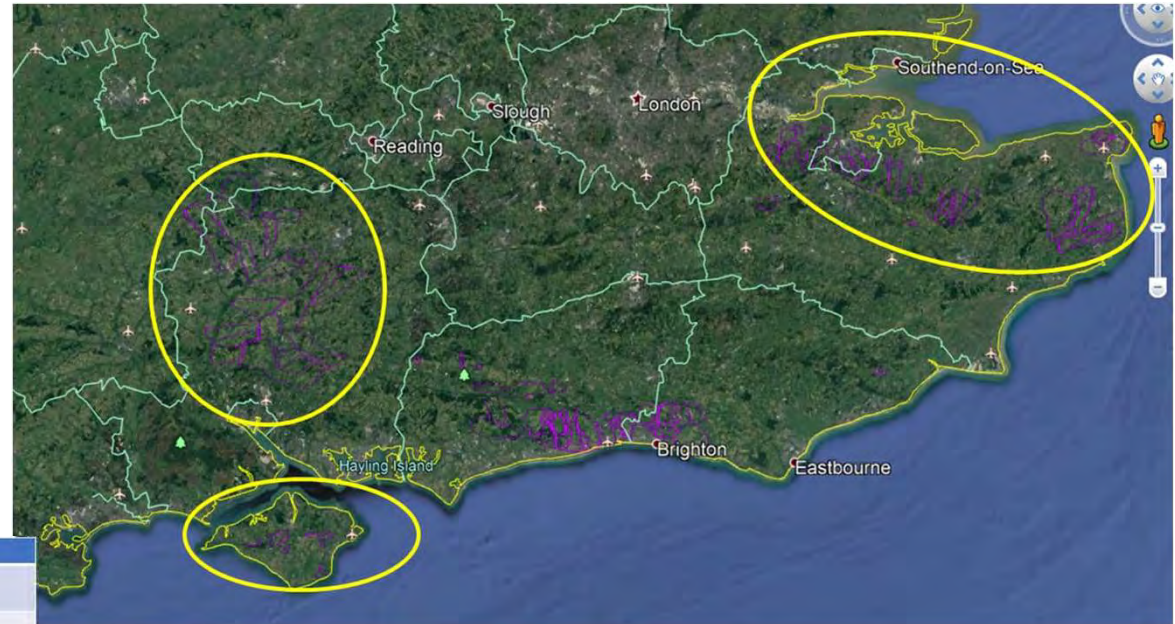 Southend-on-Sea
London
Slough
Reading
Hayling Island
Brighton
Eastbourne